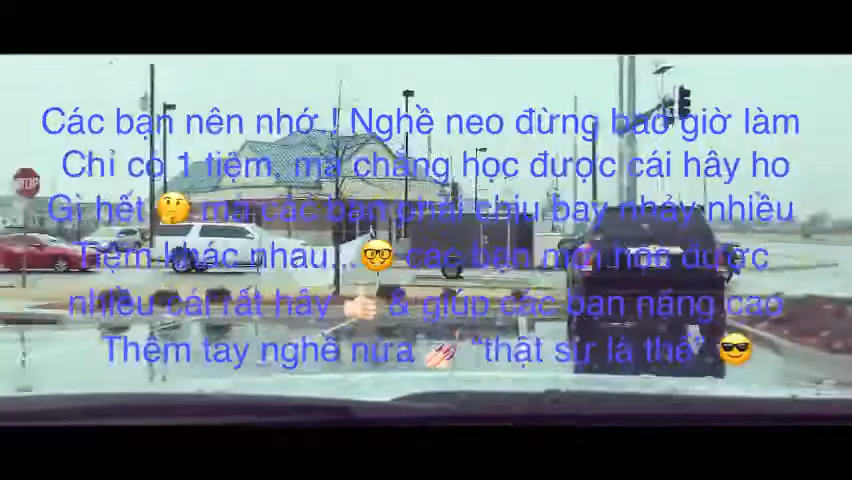 Các bạn nên nhớ ! Nghề neo đừng bao giờ làm
Chỉ có 1 tiệm, mà chẳng học được cái hây ho
Gì hết 🤔 mà các bạn phải chịu bay nhảy nhiều
Tiệm khác nhau...🤓 các bạn mới học được
nhiều cái rất hây 👍🏻 & giúp các bạn nâng cao
Thêm tay nghề nữa 💅🏻 "thật sự là thế" 😎
STOP